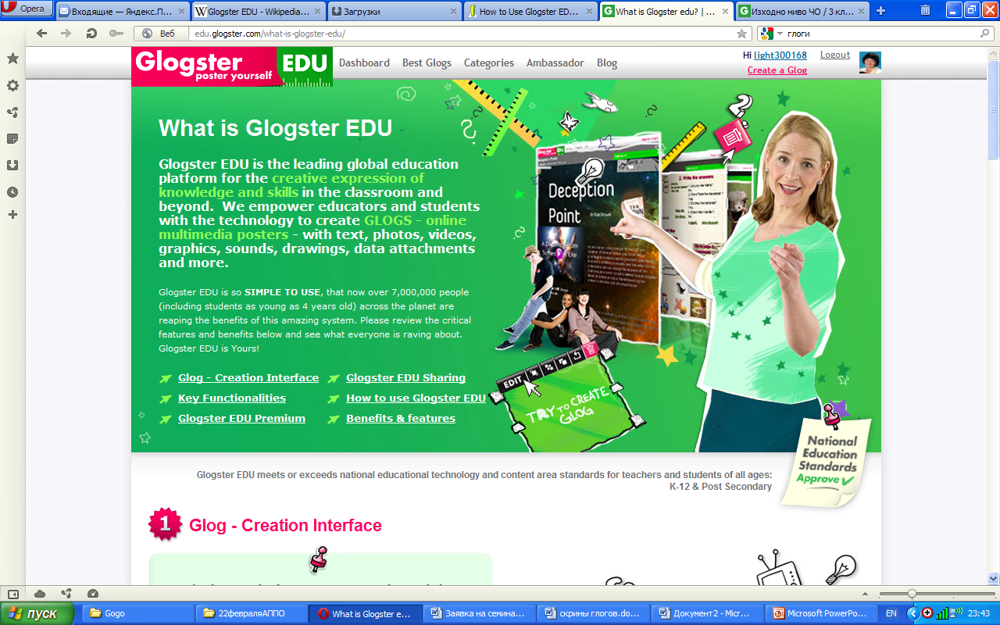 Opera
Входящие — Яндекс.П...
Glogster EDU - Wikipedia...
Загрузки
How to Use Glogster ED...
What is Glogster edu? | ...
Изходно ниво ЧО / 3 кл...
Веб
edu.glogster.com/what-is-glogster-edu/
глоги
Glogster EDU
poster yourself
Dashboard
Best Glogs
Categories
Ambassador
Blog
Hi light300168
Logout
Create a Glog
What is Glogster EDU
Glogster EDU is the leading global education
platform for the creative expression of
knowledge and skills in the classroom and
beyond. We empower educators and students
with the technology to create GLOGS - online
multimedia posters - with text, photos, videos,
graphics, sounds, drawings, data attachments
and more.
Glogster EDU is so SIMPLE TO USE, that now over 7,000,000 people
(including students as young as 4 years old) across the planet are
reaping the benefits of this amazing system. Please review the critical
features and benefits below and see what everyone is raving about.
Glogster EDU is Yours!
Glog - Creation Interface
Glogster EDU Sharing
Key Functionalities
How to use Glogster EDU
Glogster EDU Premium
Benefits & features
Deception
Point
2. Write the answers
EDIT
TRY TO CREATE
GLOG
National
Education
Standards
Approve
Glogster EDU meets or exceeds national educational technology and content area standards for teachers and students of all ages:
K-12 & Post Secondary
1
Glog - Creation Interface
пуск
Gogo
22февраляАППО
What is Glogster e...
Заявка на семина...
скрины глогов.do...
Документ2 - Micr...
Microsoft PowerPo...
EN
23:43